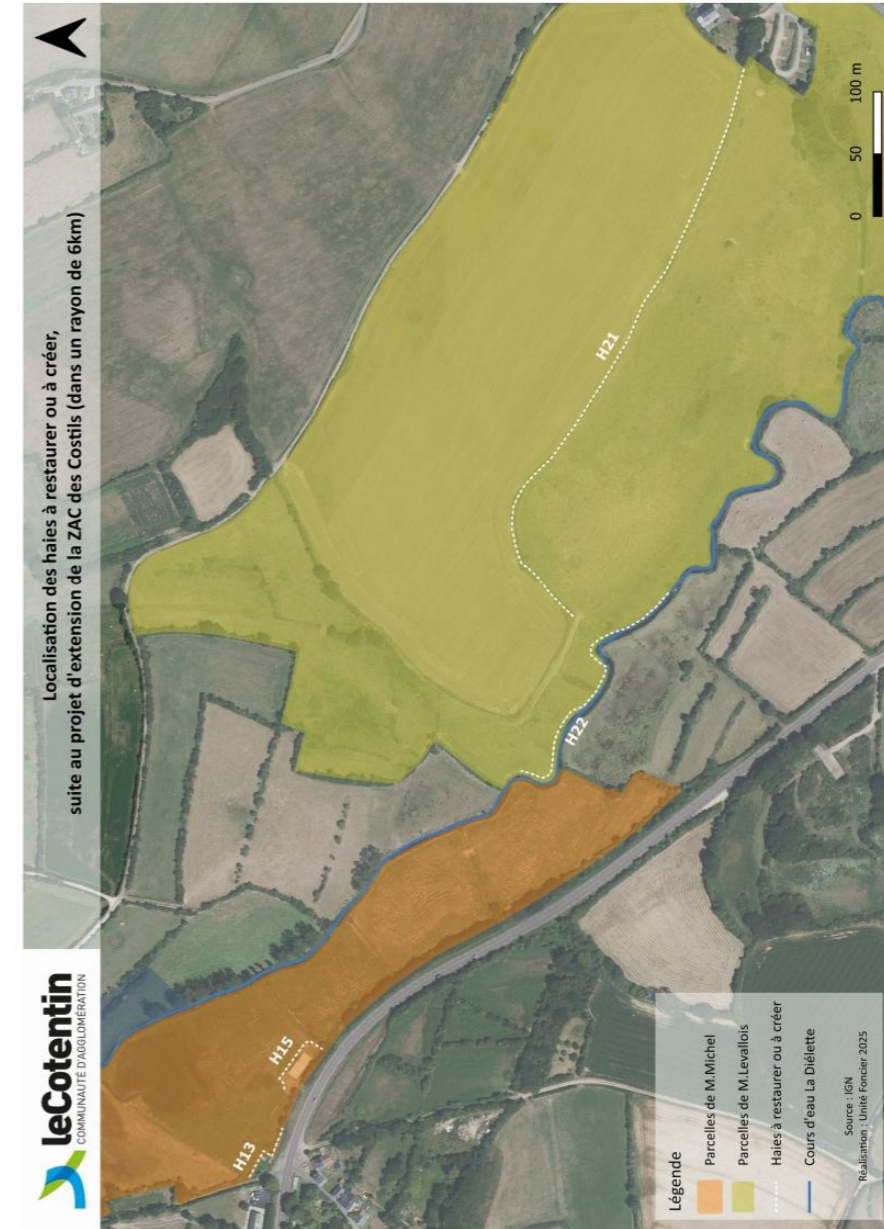 leCotentin
COMMUNAUTÉ D'AGGLOMÉRATION
Localisation des haies à restaurer ou à créer,
suite au projet d'extension de la ZAC des Costils (dans un rayon de 6km)
H13
H15
H22
H21
Légende
Parcelles de M.Michel
Parcelles de M.Levallois
Haies à restaurer ou à créer
Cours d'eau La Diélette
Source : IGN
Réalisation : Unité Foncier 2025
0 50 100 m